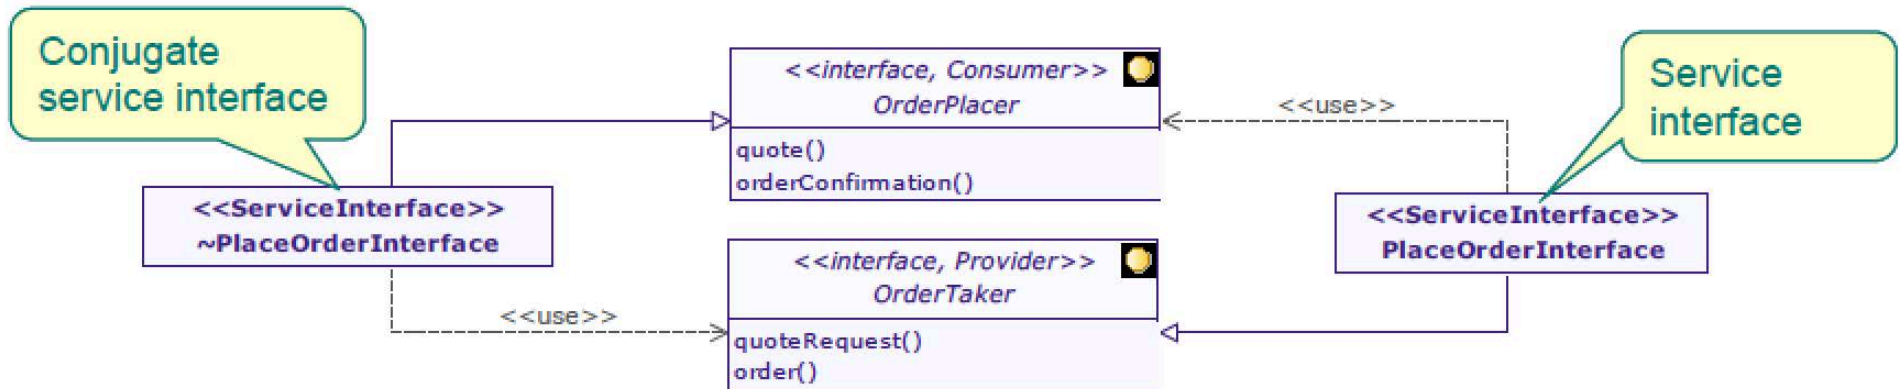 Conjugate
service interface
<<interface, Consumer>>
OrderPlacer
quote()
orderConfirmation()
<<use>>
Service
interface
<<ServiceInterface>>
~PlaceOrderInterface
<<ServiceInterface>>
PlaceOrderInterface
<<interface, Provider>>
OrderTaker
quoteRequest()
order()
<<use>>